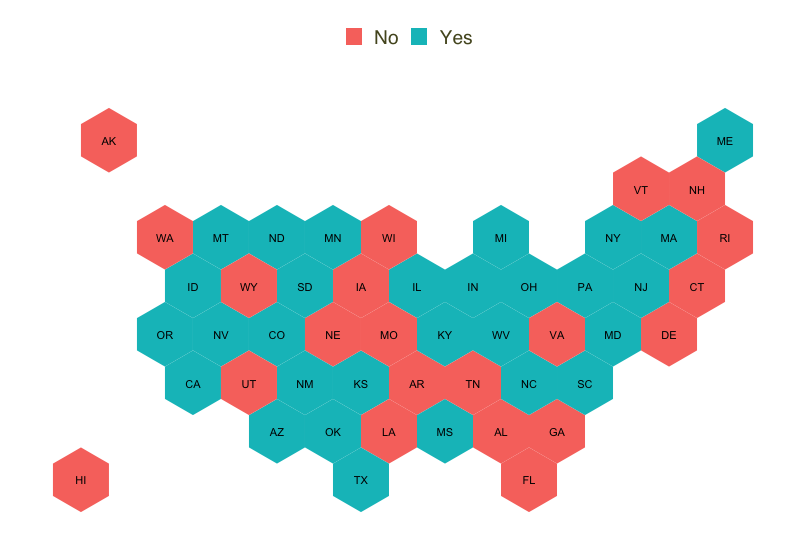 No Yes
AK ME
VT NH
WA MT ND MN WI MI NY MA RI
ID WY SD IA IL IN OH PA NJ CT
OR NV CO NE MO KY WV VA MD DE
CA UT NM KS AR TN NC SC
AZ OK LA MS AL GA
HI TX FL